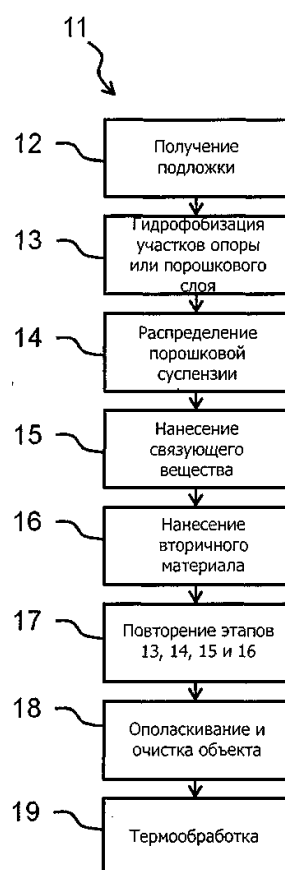 11
12
Получение
подложки
13
Гидрофобизация
участков опоры
или порошкового
слоя
14
Распределение
порошковой
суспензии
15
Нанесение
связующего
вещества
16
Нанесение
вторичного
материала
17
Повторение этапов
13, 14, 15 и 16
18
Ополаскивание и
очистка объекта
19
Термообработка